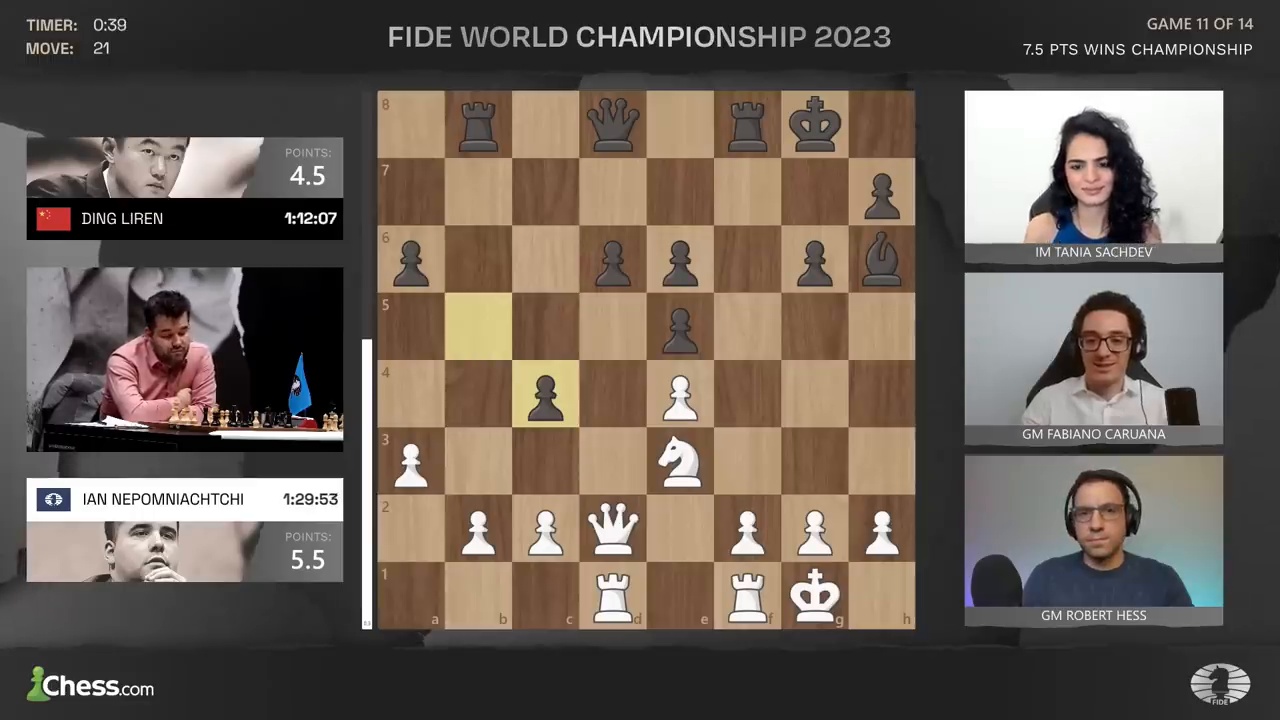 TIMER: 0:39
MOVE: 21
FIDE WORLD CHAMPIONSHIP 2023
GAME 11 OF 14
7.5 PTS WINS CHAMPIONSHIP
POINTS:
4.5
DING LIREN
1:12:07
IAN NEPOMNIACHTCHI
1:29:53
POINTS:
5.5
8
7
6
5
4
3
2
1
a
b
c
d
e
f
g
h
IM TANIA SACHDEV
GM FABIANO CARUANA
GM ROBERT HESS
Chess.com
FIDE